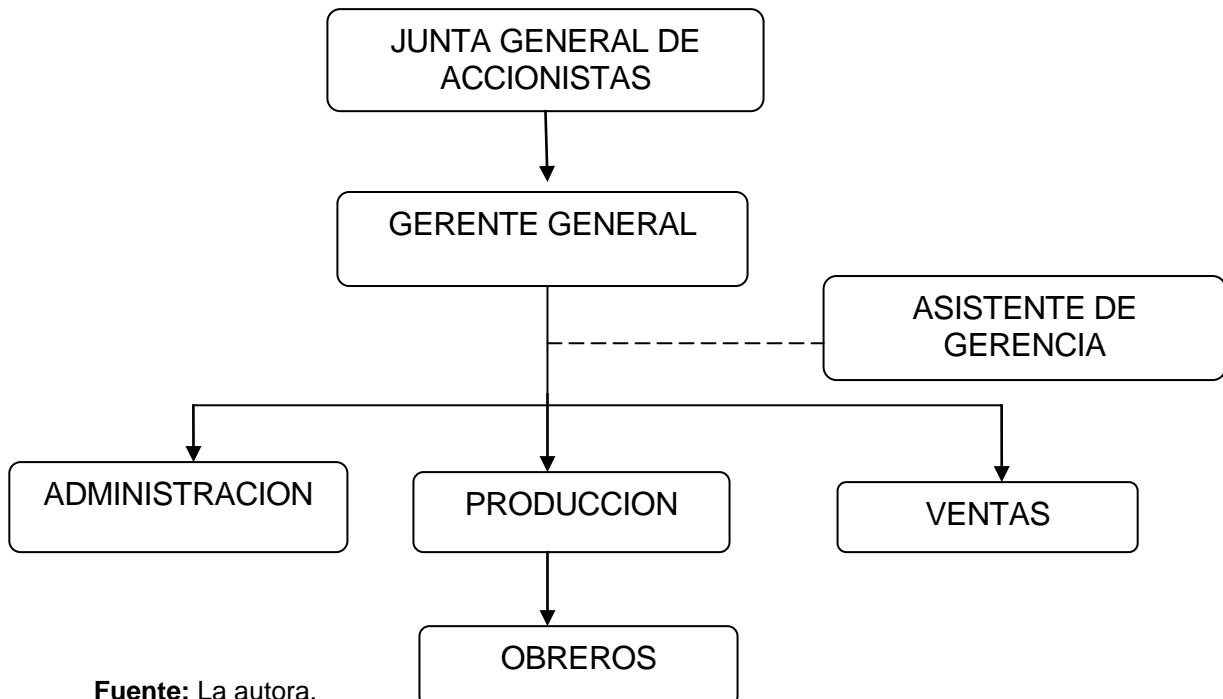 JUNTA GENERAL DE
ACCIONISTAS
GERENTE GENERAL
ASISTENTE DE
GERENCIA
ADMINISTRACION
PRODUCCION
VENTAS
OBREROS
Fuente: La autora.